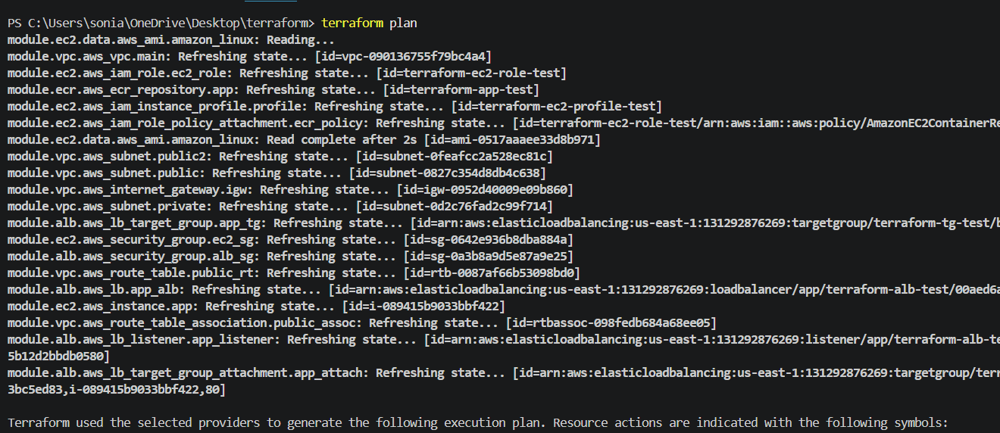 PS C:\Users\sonia\OneDrive\Desktop\terraform> terraform plan
module.ec2.data.aws_ami.amazon_linux: Reading...
module.vpc.aws_vpc.main: Refreshing state... [id=vpc-090136755f79bc4a4]
module.ec2.aws_iam_role.ec2_role: Refreshing state... [id=terraform-ec2-role-test]
module.ecr.aws_ecr_repository.app: Refreshing state... [id=terraform-app-test]
module.ec2.aws_iam_instance_profile.profile: Refreshing state... [id=terraform-ec2-profile-test]
module.ec2.aws_iam_role_policy_attachment.ecr_policy: Refreshing state... [id=terraform-ec2-role-test/arn:aws:iam::aws:policy/AmazonEC2ContainerRe
module.ec2.data.aws_ami.amazon_linux: Read complete after 2s [id=ami-0517aaaee33d8b971]
module.vpc.aws_subnet.public2: Refreshing state... [id=subnet-0feafcc2a528ec81c]
module.vpc.aws_subnet.public: Refreshing state... [id=subnet-0827c354d8db4c638]
module.vpc.aws_internet_gateway.igw: Refreshing state... [id=igw-0952d40009e09b860]
module.vpc.aws_subnet.private: Refreshing state... [id=subnet-0d2c76fad2c99f714]
module.alb.aws_lb_target_group.app_tg: Refreshing state... [id=arn:aws:elasticloadbalancing:us-east-1:131292876269:targetgroup/terraform-tg-test/b
module.ec2.aws_security_group.ec2_sg: Refreshing state... [id=sg-0642e936b8dba884a]
module.alb.aws_security_group.alb_sg: Refreshing state... [id=sg-0a3b8a9d5e87a9e25]
module.vpc.aws_route_table.public_rt: Refreshing state... [id=rtb-0087af66b53098bd0]
module.alb.aws_lb.app_alb: Refreshing state... [id=arn:aws:elasticloadbalancing:us-east-1:131292876269:loadbalancer/app/terraform-alb-test/00aed6a
module.ec2.aws_instance.app: Refreshing state... [id=i-089415b9033bbf422]
module.vpc.aws_route_table_association.public_assoc: Refreshing state... [id=rtbassoc-098fedb684a68ee05]
module.alb.aws_lb_listener.app_listener: Refreshing state... [id=arn:aws:elasticloadbalancing:us-east-1:131292876269:listener/app/terraform-alb-te
5b12d2bbdb0580]
module.alb.aws_lb_target_group_attachment.app_attach: Refreshing state... [id=arn:aws:elasticloadbalancing:us-east-1:131292876269:targetgroup/terr
3bc5ed83,i-089415b9033bbf422,80]
Terraform used the selected providers to generate the following execution plan. Resource actions are indicated with the following symbols: